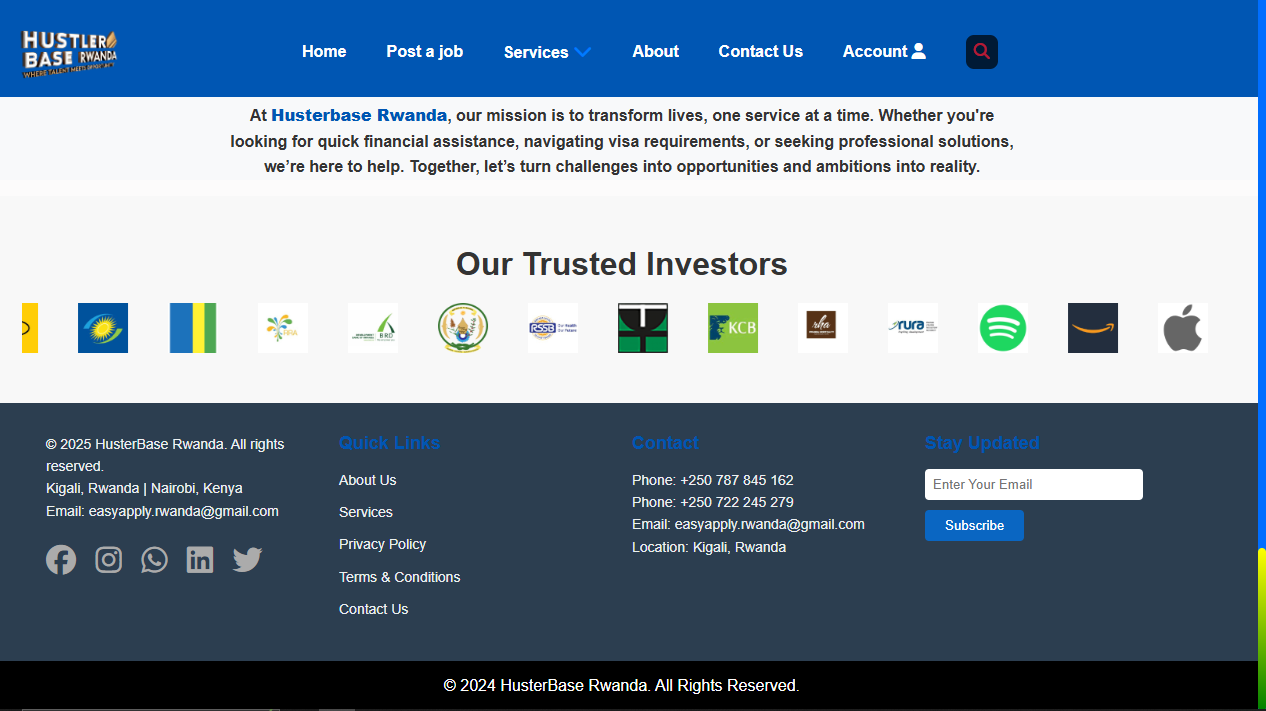 HUSTLER
BASE RWANDA
WHERE TALENT MEETS OPPORTUNITY
Home
Post a job
Services
About
Contact Us
Account
At Husterbase Rwanda, our mission is to transform lives, one service at a time. Whether you're
looking for quick financial assistance, navigating visa requirements, or seeking professional solutions,
we’re here to help. Together, let’s turn challenges into opportunities and ambitions into reality.
Our Trusted Investors
BRD
RSSB
KCB
rha
rura
© 2025 HusterBase Rwanda. All rights
reserved.
Kigali, Rwanda | Nairobi, Kenya
Email: easyapply.rwanda@gmail.com
Quick Links
About Us
Services
Privacy Policy
Terms & Conditions
Contact Us
Contact
Phone: +250 787 845 162
Phone: +250 722 245 279
Email: easyapply.rwanda@gmail.com
Location: Kigali, Rwanda
Stay Updated
Enter Your Email
Subscribe
© 2024 HusterBase Rwanda. All Rights Reserved.